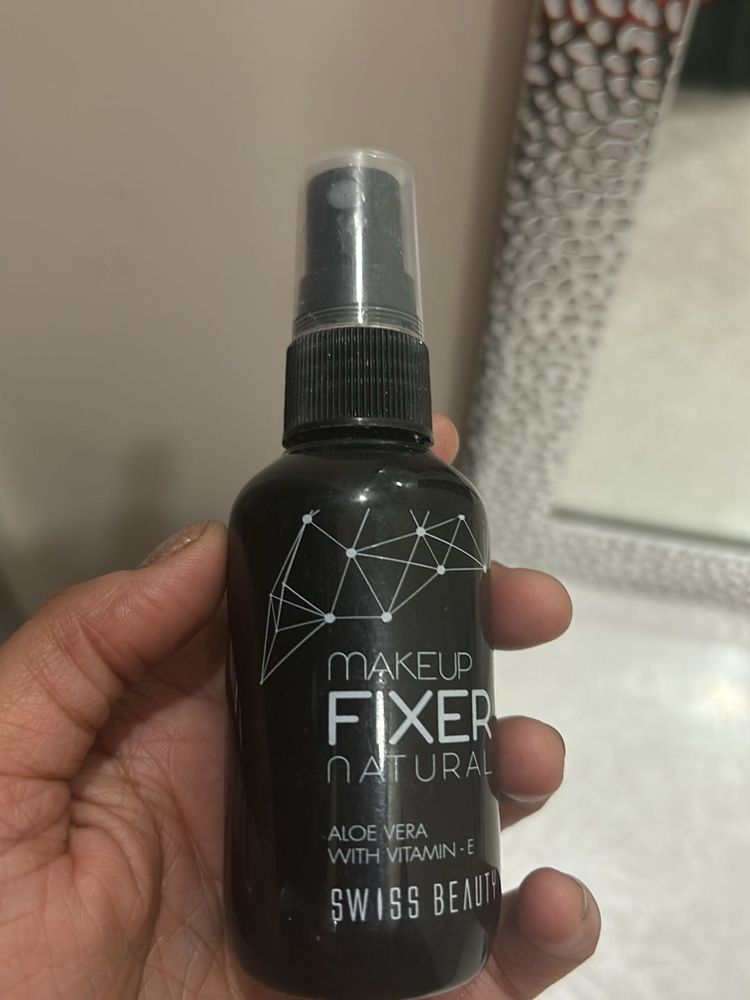 MAKEUP
FIXER
NATURAL
ALOE VERA
WITH VITAMIN - E
SWISS BEAUTY